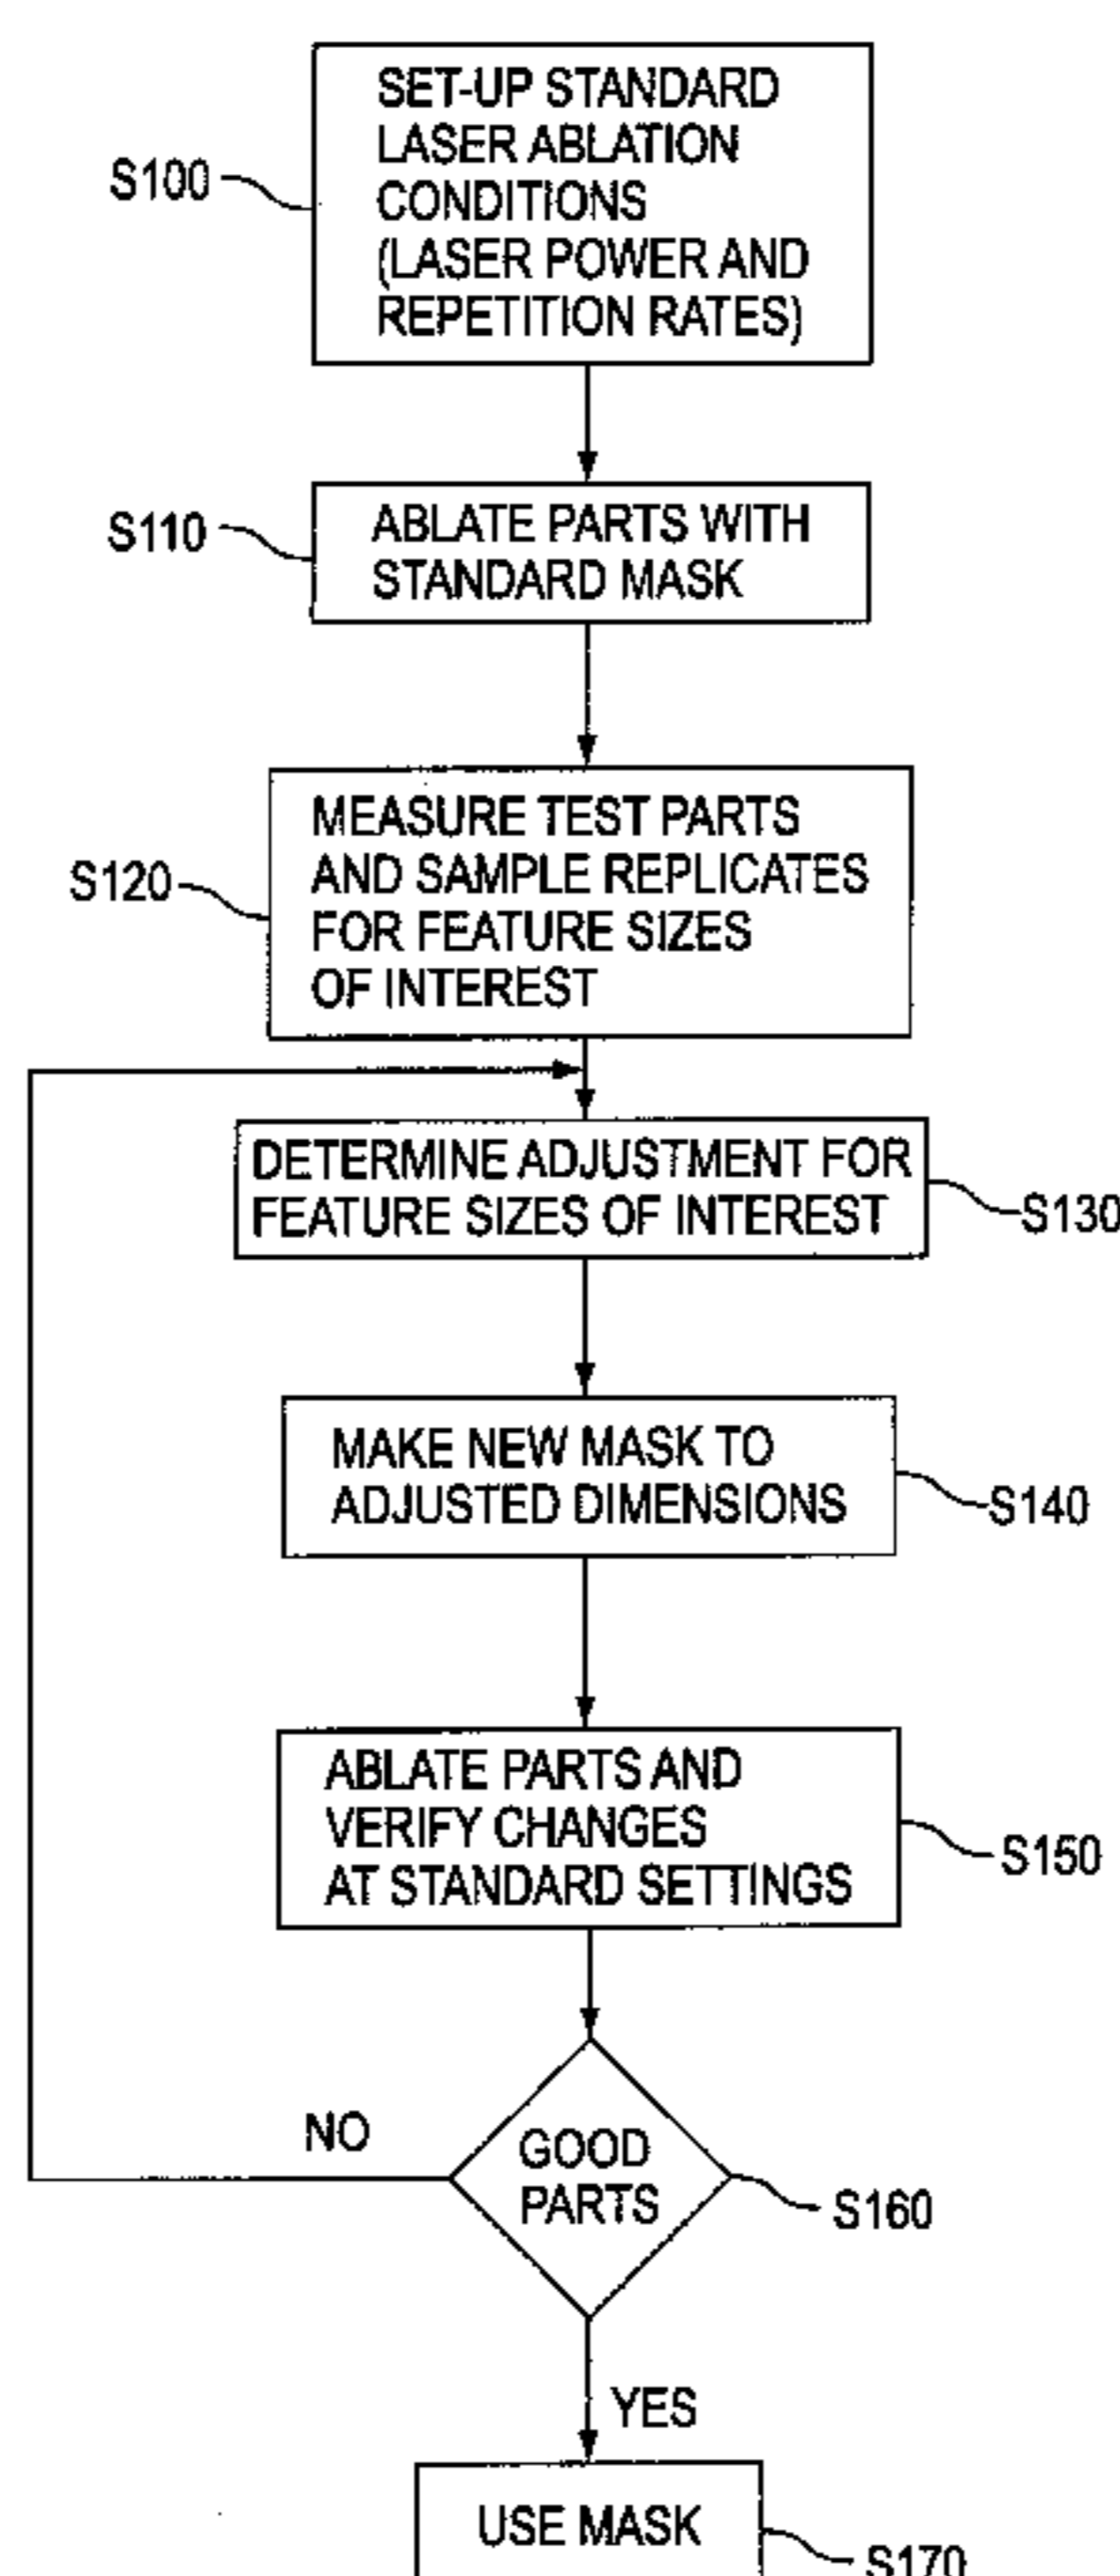 SET-UP STANDARD
LASER ABLATION
CONDITIONS
(LASER POWER AND
REPETITION RATES)
S100
ABLATE PARTS WITH
STANDARD MASK
S110
MEASURE TEST PARTS
AND SAMPLE REPLICATES
FOR FEATURE SIZES
OF INTEREST
S120
DETERMINE ADJUSTMENT FOR
FEATURE SIZES OF INTEREST
S130
MAKE NEW MASK TO
ADJUSTED DIMENSIONS
S140
ABLATE PARTS AND
VERIFY CHANGES
AT STANDARD SETTINGS
S150
NO
GOOD
PARTS
S160
YES
USE MASK
S170